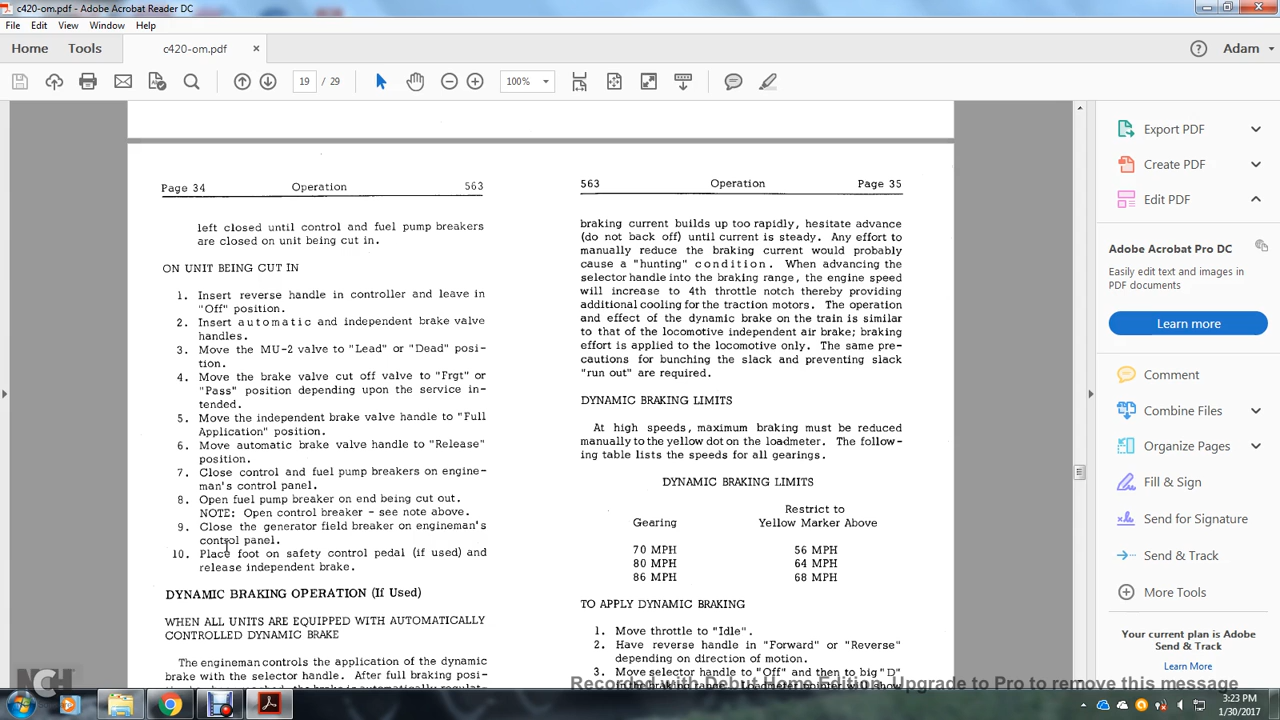 c420-om.pdf - Adobe Acrobat Reader DC
File Edit View Window Help
Home Tools c420-om.pdf × ? Adam
19 / 29 100%
Page 34 Operation 563
left closed until control and fuel pump breakers
are closed on unit being cut in.
ON UNIT BEING CUT IN
1. Insert reverse handle in controller and leave in
"Off" position.
2. Insert automatic and independent brake valve
handles.
3. Move the MU-2 valve to "Lead" or "Dead" posi-
tion.
4. Move the brake valve cut off valve to "Frgt" or
"Pass" position depending upon the service in-
tended.
5. Move the independent brake valve handle to "Full
Application" position.
6. Move automatic brake valve handle to "Release"
position.
7. Close control and fuel pump breakers on engine-
man's control panel.
8. Open fuel pump breaker on end being cut out.
NOTE: Open control breaker - see note above.
9. Close the generator field breaker on engineman's
control panel.
10. Place foot on safety control pedal (if used) and
release independent brake.
DYNAMIC BRAKING OPERATION (If Used)
WHEN ALL UNITS ARE EQUIPPED WITH AUTOMATICALLY
CONTROLLED DYNAMIC BRAKE
The engineman controls the application of the dynamic
brake with the selector handle. After full braking posi-
563 Operation Page 35
braking current builds up too rapidly, hesitate advance
(do not back off) until current is steady. Any effort to
manually reduce the braking current would probably
cause a "hunting" condition. When advancing the
selector handle into the braking range, the engine speed
will increase to 4th throttle notch thereby providing
additional cooling for the traction motors. The operation
and effect of the dynamic brake on the train is similar
to that of the locomotive independent air brake; braking
effort is applied to the locomotive only. The same pre-
cautions for bunching the slack and preventing slack
"run out" are required.
DYNAMIC BRAKING LIMITS
At high speeds, maximum braking must be reduced
manually to the yellow dot on the loadmeter. The follow-
ing table lists the speeds for all gearings.
DYNAMIC BRAKING LIMITS
Restrict to
Gearing Yellow Marker Above
70 MPH 56 MPH
80 MPH 64 MPH
86 MPH 68 MPH
TO APPLY DYNAMIC BRAKING
1. Move throttle to "Idle".
2. Have reverse handle in "Forward" or "Reverse"
depending on direction of motion.
3. Move selector handle to "Off" and then to big "D"
Export PDF
Create PDF
Edit PDF
Adobe Acrobat Pro DC
Easily edit text and images in
PDF documents
Learn more
Comment
Combine Files
Organize Pages
Fill & Sign
Send for Signature
Send & Track
More Tools
Your current plan is Adobe
Send & Track
Learn More
NCH
Recorded with Debut Home Edition. Upgrade to Pro to remove this message
3:23 PM
1/30/2017